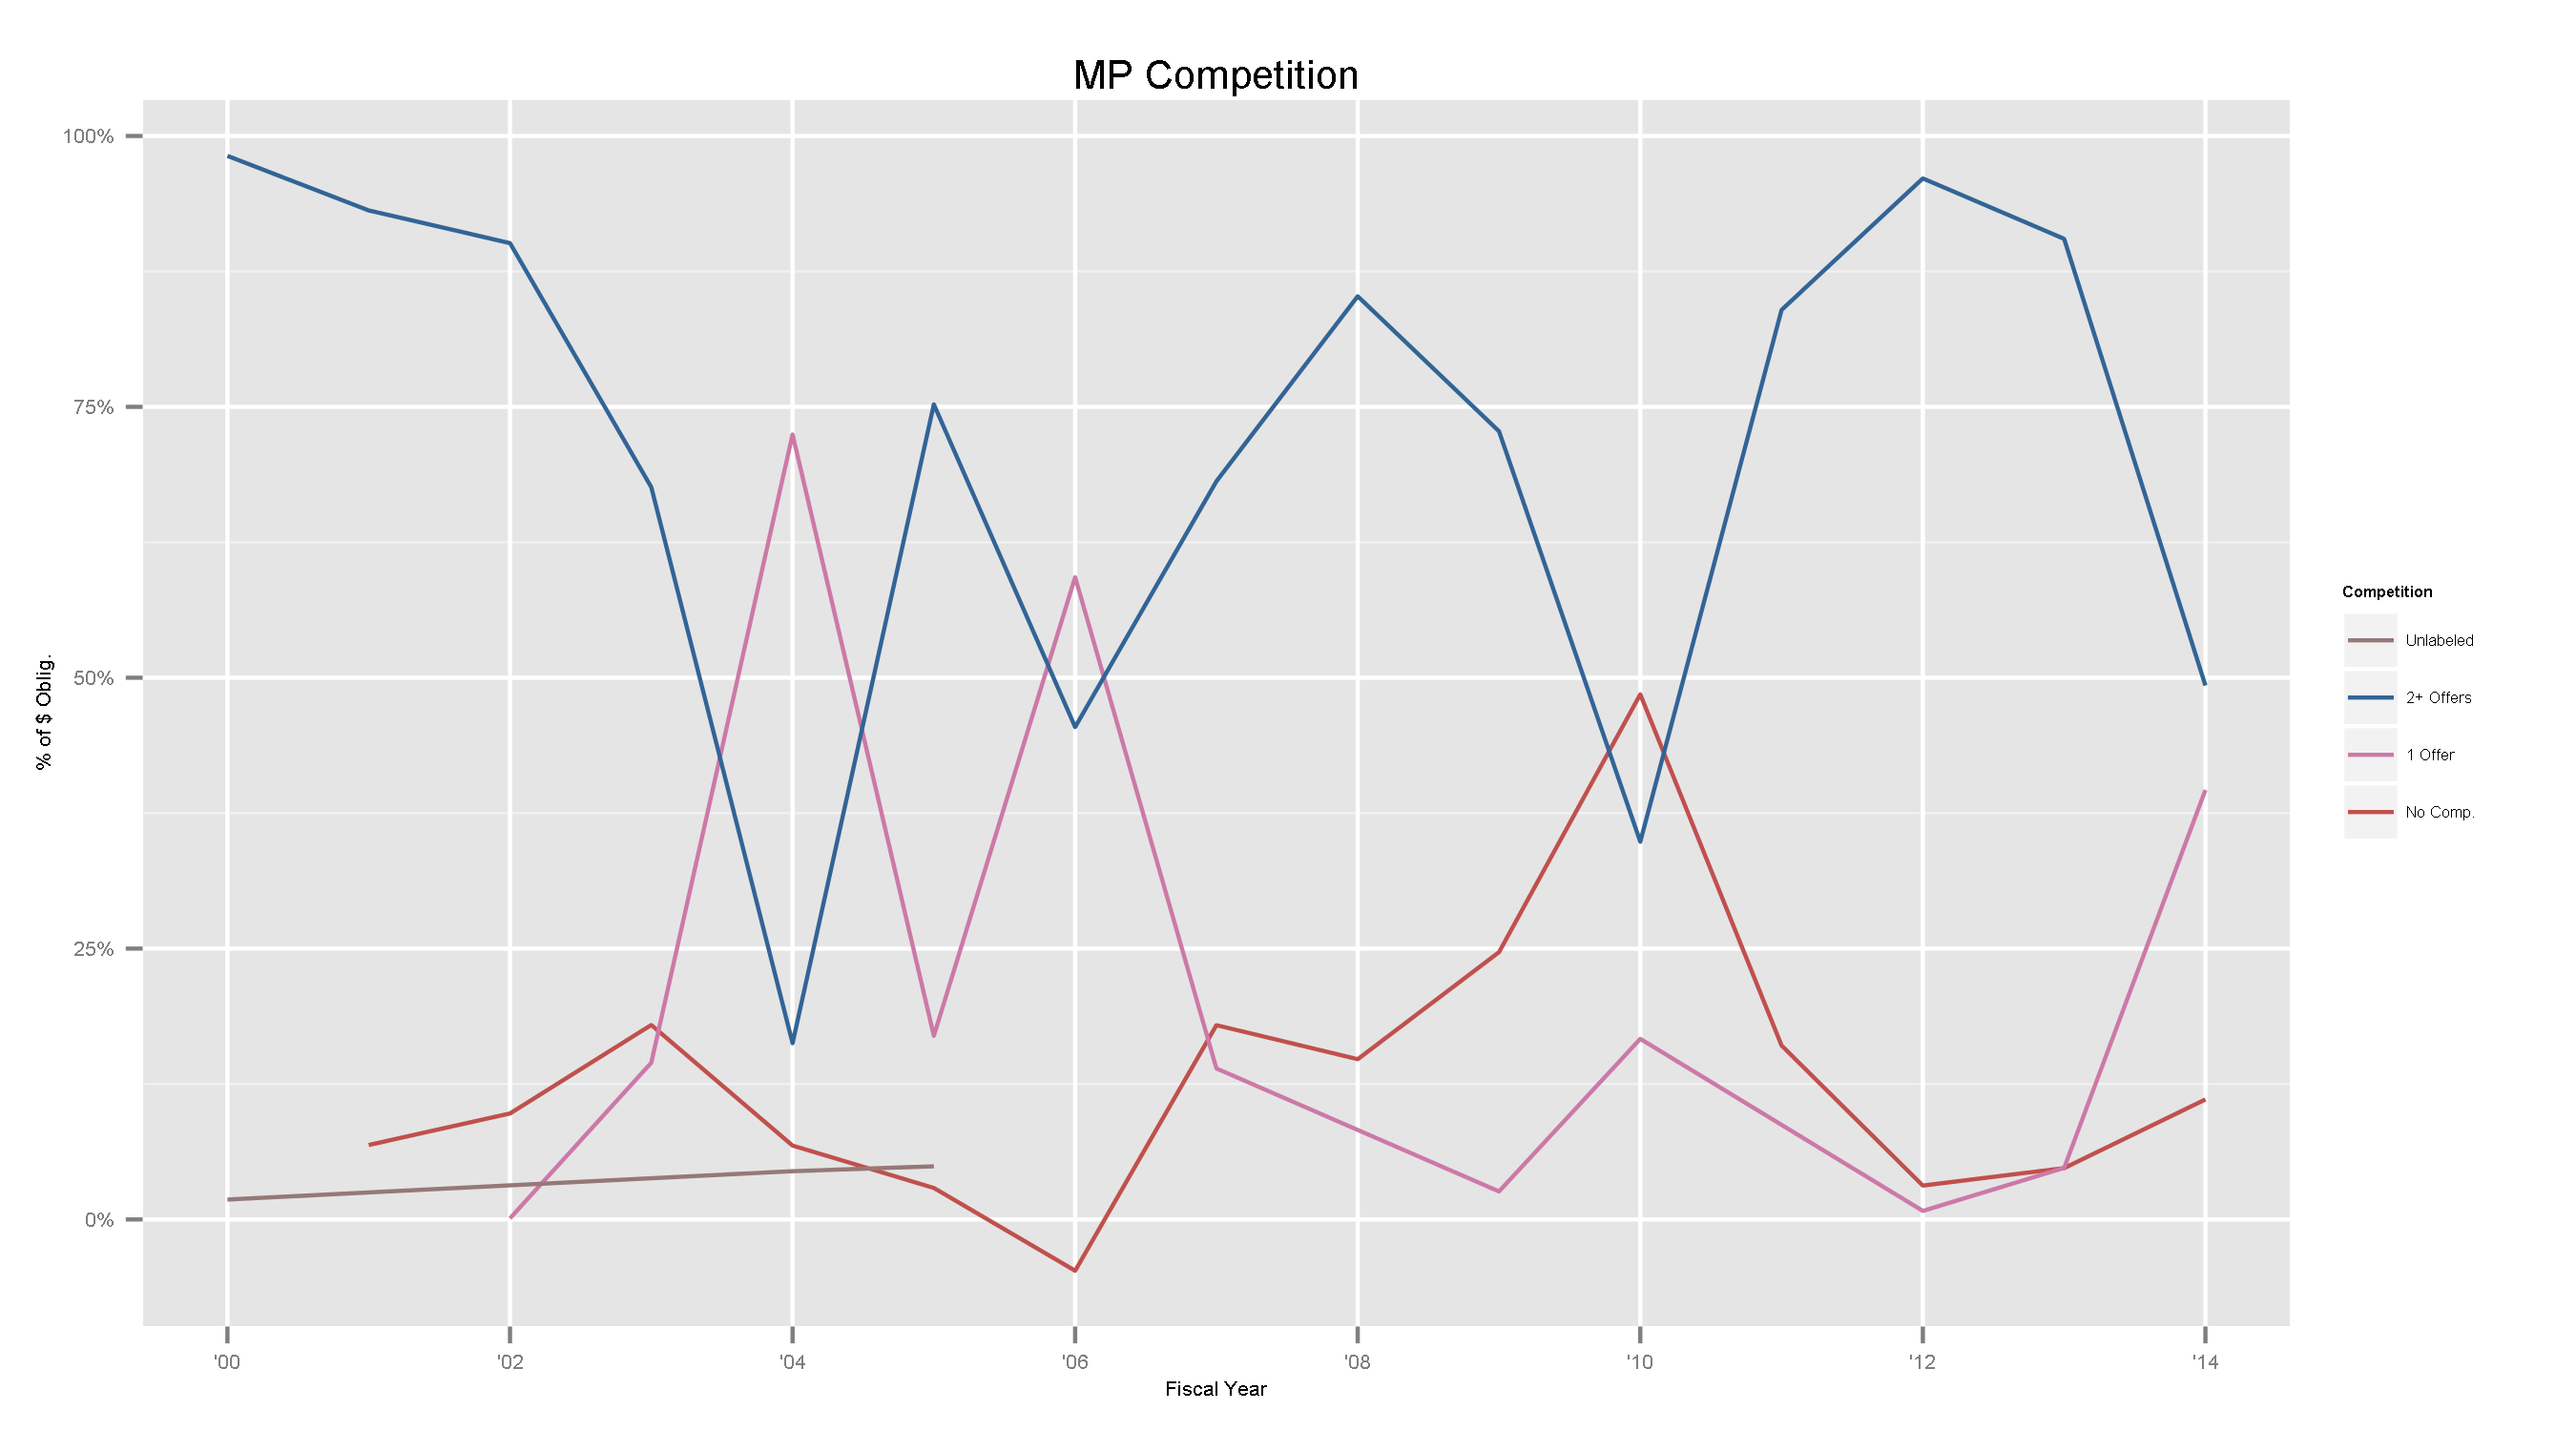 MP Competition
100%
75%
50%
25%
0%
% of $ Oblig.
'00 '02 '04 '06 '08 '10 '12 '14
Fiscal Year
Competition
Unlabeled
2+ Offers
1 Offer
No Comp.